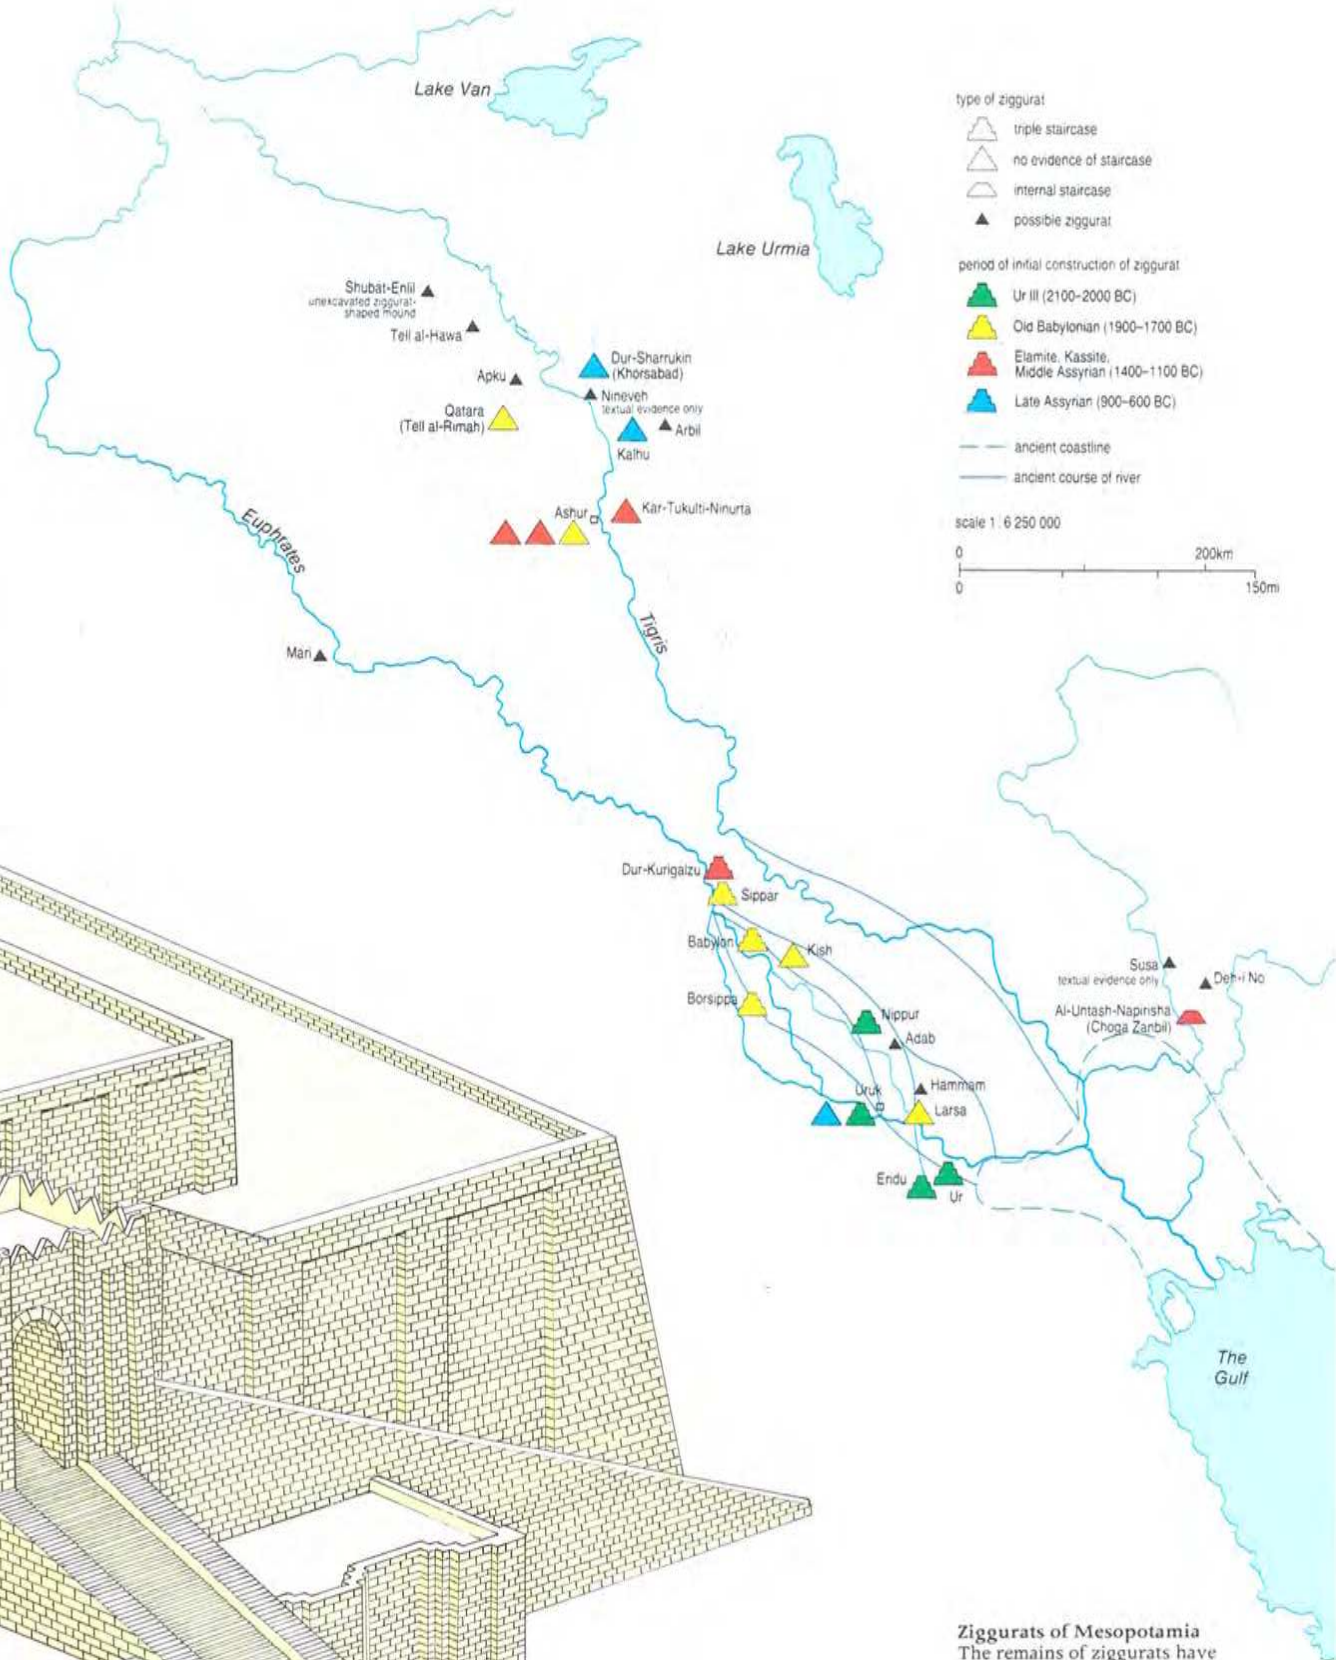 Lake Van
Lake Urmia
type of ziggurat
triple staircase
no evidence of staircase
internal staircase
possible ziggurat
period of initial construction of ziggurat
Ur III (2100–2000 BC)
Old Babylonian (1900–1700 BC)
Elamite, Kassite,
Middle Assyrian (1400–1100 BC)
Late Assyrian (900–600 BC)
ancient coastline
ancient course of river
scale 1:6 250 000
0
200km
0
150mi
Shubat-Enlil
unexcavated ziggurat-
shaped mound
Tell al-Hawa
Apku
Qatara
(Tell al-Rimah)
Dur-Sharrukin
(Khorsabad)
Nineveh
textual evidence only
Arbil
Kalhu
Ashur
Kar-Tukulti-Ninurta
Euphrates
Tigris
Mari
Dur-Kurigalzu
Sippar
Babylon
Kish
Borsippa
Nippur
Adab
Uruk
Hammam
Larsa
Endu
Ur
Susa
textual evidence only
Deh-i No
Al-Untash-Napirisha
(Choga Zanbil)
The
Gulf
Ziggurats of Mesopotamia
The remains of ziggurats have